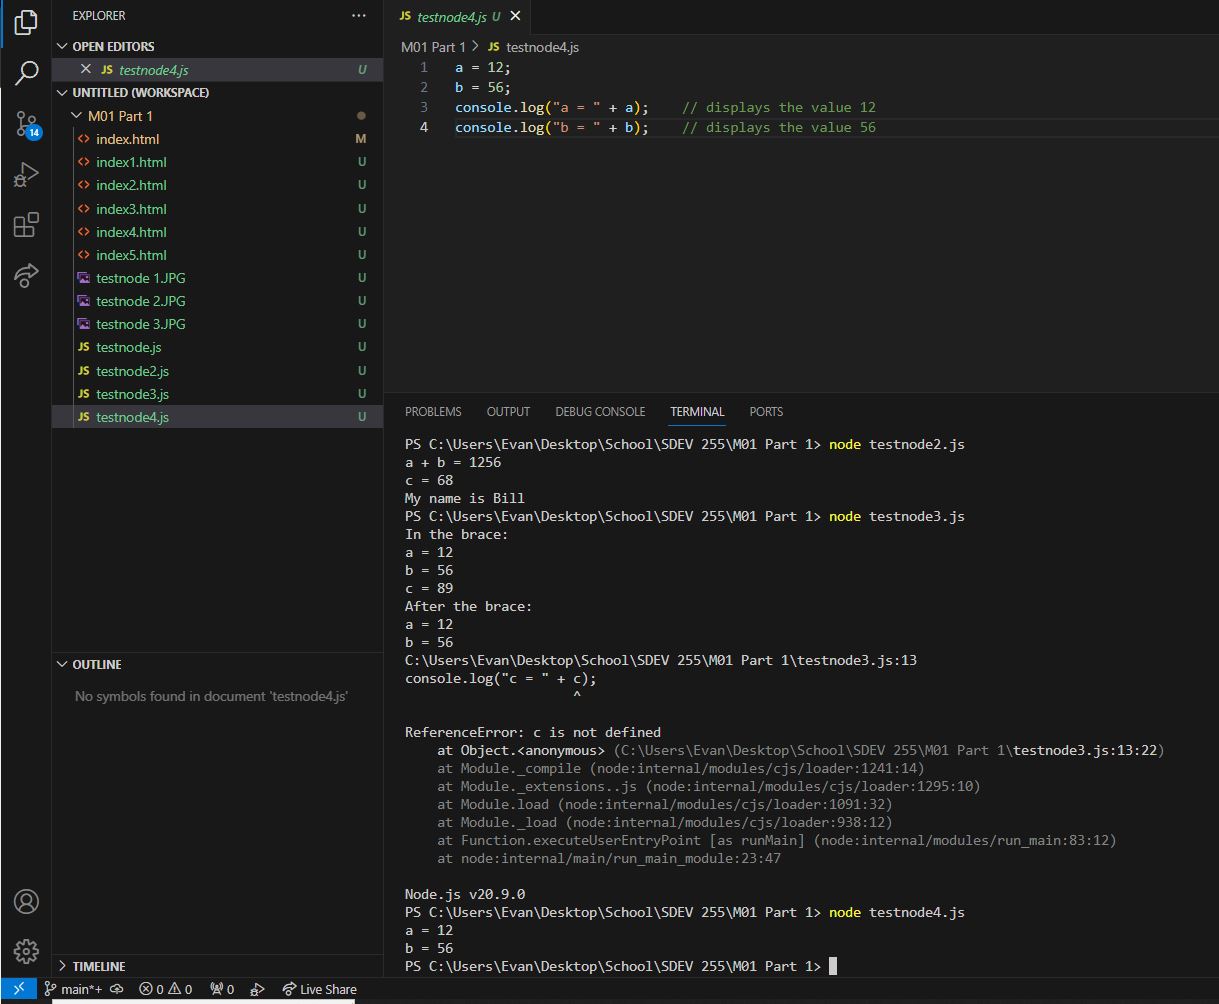 EXPLORER
OPEN EDITORS
JS testnode4.js U
UNTITLED (WORKSPACE)
M01 Part 1
index.html M
index1.html U
index2.html U
index3.html U
index4.html U
index5.html U
testnode 1.JPG U
testnode 2.JPG U
testnode 3.JPG U
JS testnode.js U
JS testnode2.js U
JS testnode3.js U
JS testnode4.js U
14
OUTLINE
No symbols found in document 'testnode4.js'
TIMELINE
JS testnode4.js U
M01 Part 1 > JS testnode4.js
1 a = 12;
2 b = 56;
3 console.log("a = " + a); // displays the value 12
4 console.log("b = " + b); // displays the value 56
PROBLEMS OUTPUT DEBUG CONSOLE TERMINAL PORTS
PS C:\Users\Evan\Desktop\School\SDEV 255\M01 Part 1> node testnode2.js
a + b = 1256
c = 68
My name is Bill
PS C:\Users\Evan\Desktop\School\SDEV 255\M01 Part 1> node testnode3.js
In the brace:
a = 12
b = 56
c = 89
After the brace:
a = 12
b = 56
C:\Users\Evan\Desktop\School\SDEV 255\M01 Part 1\testnode3.js:13
console.log("c = " + c);
^
ReferenceError: c is not defined
at Object.<anonymous> (C:\Users\Evan\Desktop\School\SDEV 255\M01 Part 1\testnode3.js:13:22)
at Module._compile (node:internal/modules/cjs/loader:1241:14)
at Module._extensions..js (node:internal/modules/cjs/loader:1295:10)
at Module.load (node:internal/modules/cjs/loader:1091:32)
at Module._load (node:internal/modules/cjs/loader:938:12)
at Function.executeUserEntryPoint [as runMain] (node:internal/modules/run_main:83:12)
at node:internal/main/run_main_module:23:47
Node.js v20.9.0
PS C:\Users\Evan\Desktop\School\SDEV 255\M01 Part 1> node testnode4.js
a = 12
b = 56
PS C:\Users\Evan\Desktop\School\SDEV 255\M01 Part 1>
main*+ 0 0 0 Live Share